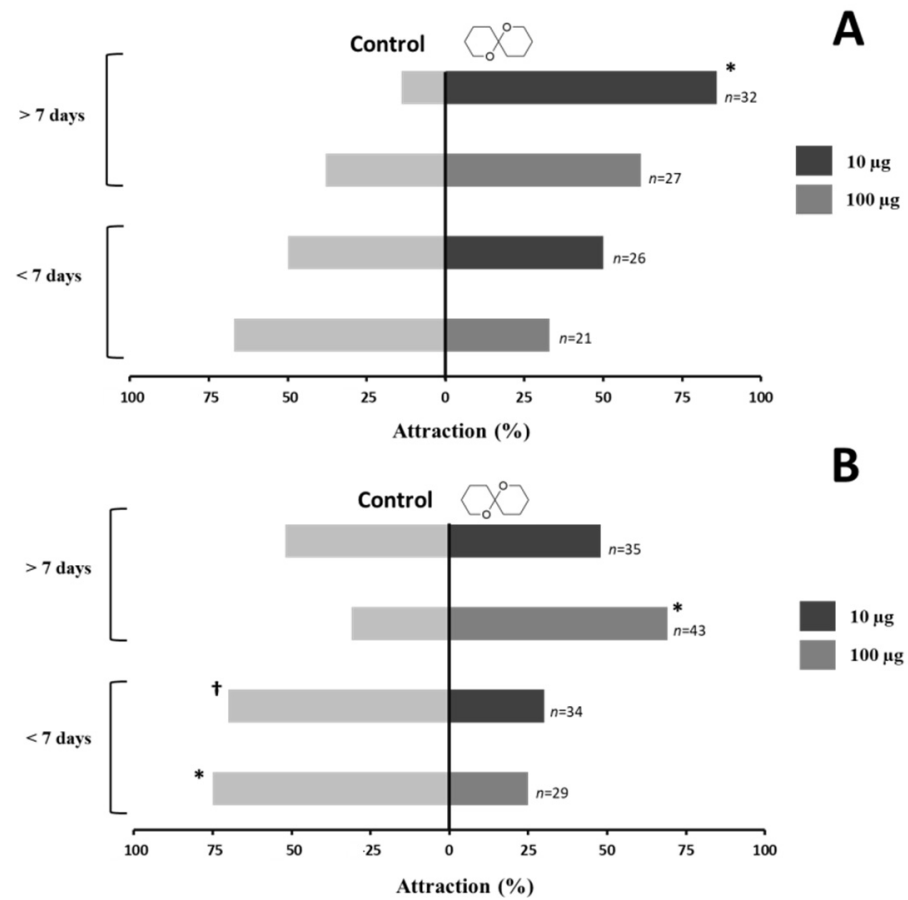 A
Control
O
O
> 7 days
*
n=32
n=27
10 µg
100 µg
< 7 days
n=26
n=21
100 75 50 25 0 25 50 75 100
Attraction (%)
B
Control
O
O
> 7 days
n=35
*
n=43
10 µg
100 µg
< 7 days
†
n=34
*
n=29
100 75 50 -25 0 25 50 75 100
Attraction (%)